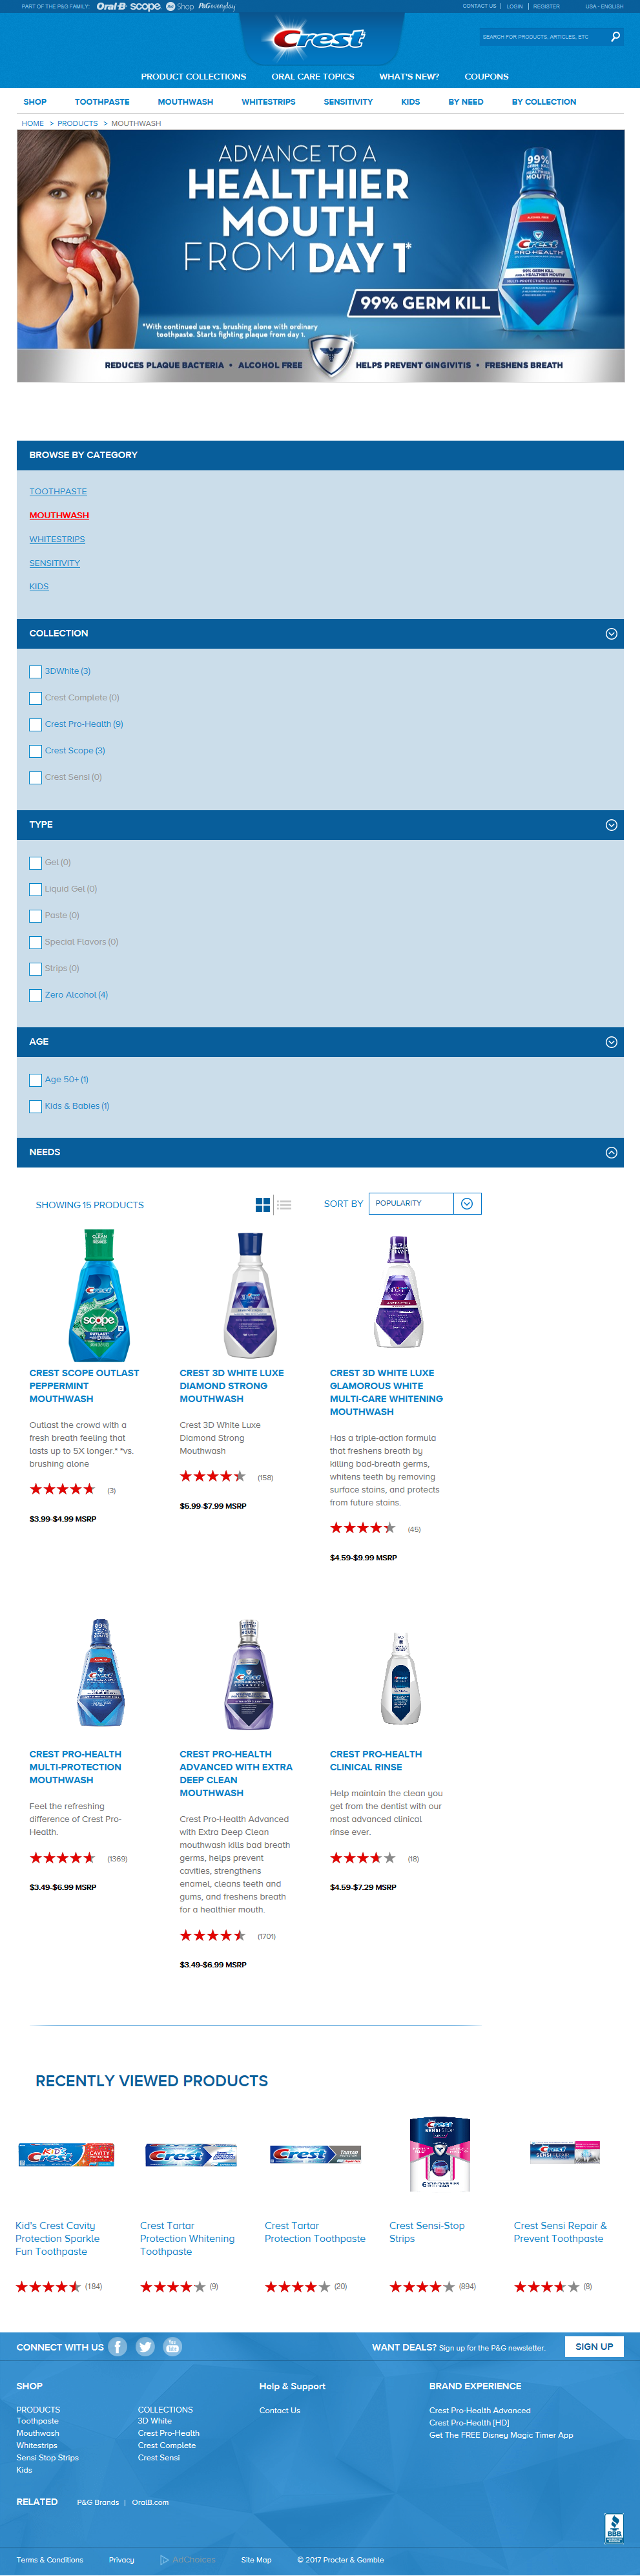 PART OF THE P&G FAMILY: Oral-B scope. P&G Shop P&Geveryday CONTACT US | LOGIN | REGISTER USA - ENGLISH
Crest
SEARCH FOR PRODUCTS, ARTICLES, ETC
PRODUCT COLLECTIONS ORAL CARE TOPICS WHAT'S NEW? COUPONS
SHOP TOOTHPASTE MOUTHWASH WHITESTRIPS SENSITIVITY KIDS BY NEED BY COLLECTION
HOME > PRODUCTS > MOUTHWASH
ADVANCE TO A
HEALTHIER
MOUTH
FROM DAY 1*
99% GERM KILL
*With continued use vs. brushing alone with ordinary
toothpaste. Starts fighting plaque from day 1.
99%
Crest
PRO-HEALTH
REDUCES PLAQUE BACTERIA • ALCOHOL FREE HELPS PREVENT GINGIVITIS • FRESHENS BREATH
BROWSE BY CATEGORY
TOOTHPASTE
MOUTHWASH
WHITESTRIPS
SENSITIVITY
KIDS
COLLECTION
3DWhite (3)
Crest Complete (0)
Crest Pro-Health (9)
Crest Scope (3)
Crest Sensi (0)
TYPE
Gel (0)
Liquid Gel (0)
Paste (0)
Special Flavors (0)
Strips (0)
Zero Alcohol (4)
AGE
Age 50+ (1)
Kids & Babies (1)
NEEDS
SHOWING 15 PRODUCTS SORT BY POPULARITY
CREST SCOPE OUTLAST
PEPPERMINT
MOUTHWASH
Outlast the crowd with a
fresh breath feeling that
lasts up to 5X longer.* *vs.
brushing alone
(3)
$3.99-$4.99 MSRP
CREST 3D WHITE LUXE
DIAMOND STRONG
MOUTHWASH
Crest 3D White Luxe
Diamond Strong
Mouthwash
(158)
$5.99-$7.99 MSRP
CREST 3D WHITE LUXE
GLAMOROUS WHITE
MULTI-CARE WHITENING
MOUTHWASH
Has a triple-action formula
that freshens breath by
killing bad-breath germs,
whitens teeth by removing
surface stains, and protects
from future stains.
(45)
$4.59-$9.99 MSRP
CREST PRO-HEALTH
MULTI-PROTECTION
MOUTHWASH
Feel the refreshing
difference of Crest Pro-
Health.
(1369)
$3.49-$6.99 MSRP
CREST PRO-HEALTH
ADVANCED WITH EXTRA
DEEP CLEAN
MOUTHWASH
Crest Pro-Health Advanced
with Extra Deep Clean
mouthwash kills bad breath
germs, helps prevent
cavities, strengthens
enamel, cleans teeth and
gums, and freshens breath
for a healthier mouth.
(1701)
$3.49-$6.99 MSRP
CREST PRO-HEALTH
CLINICAL RINSE
Help maintain the clean you
get from the dentist with our
most advanced clinical
rinse ever.
(18)
$4.59-$7.29 MSRP
RECENTLY VIEWED PRODUCTS
Kid's Crest Cavity
Protection Sparkle
Fun Toothpaste
(184)
Crest Tartar
Protection Whitening
Toothpaste
(9)
Crest Tartar
Protection Toothpaste
(20)
Crest Sensi-Stop
Strips
(894)
Crest Sensi Repair &
Prevent Toothpaste
(8)
CONNECT WITH US WANT DEALS? Sign up for the P&G newsletter. SIGN UP
SHOP
PRODUCTS
Toothpaste
Mouthwash
Whitestrips
Sensi Stop Strips
Kids
COLLECTIONS
3D White
Crest Pro-Health
Crest Complete
Crest Sensi
Help & Support
Contact Us
BRAND EXPERIENCE
Crest Pro-Health Advanced
Crest Pro-Health [HD]
Get The FREE Disney Magic Timer App
RELATED P&G Brands | OralB.com
BBB
Terms & Conditions Privacy AdChoices Site Map © 2017 Procter & Gamble